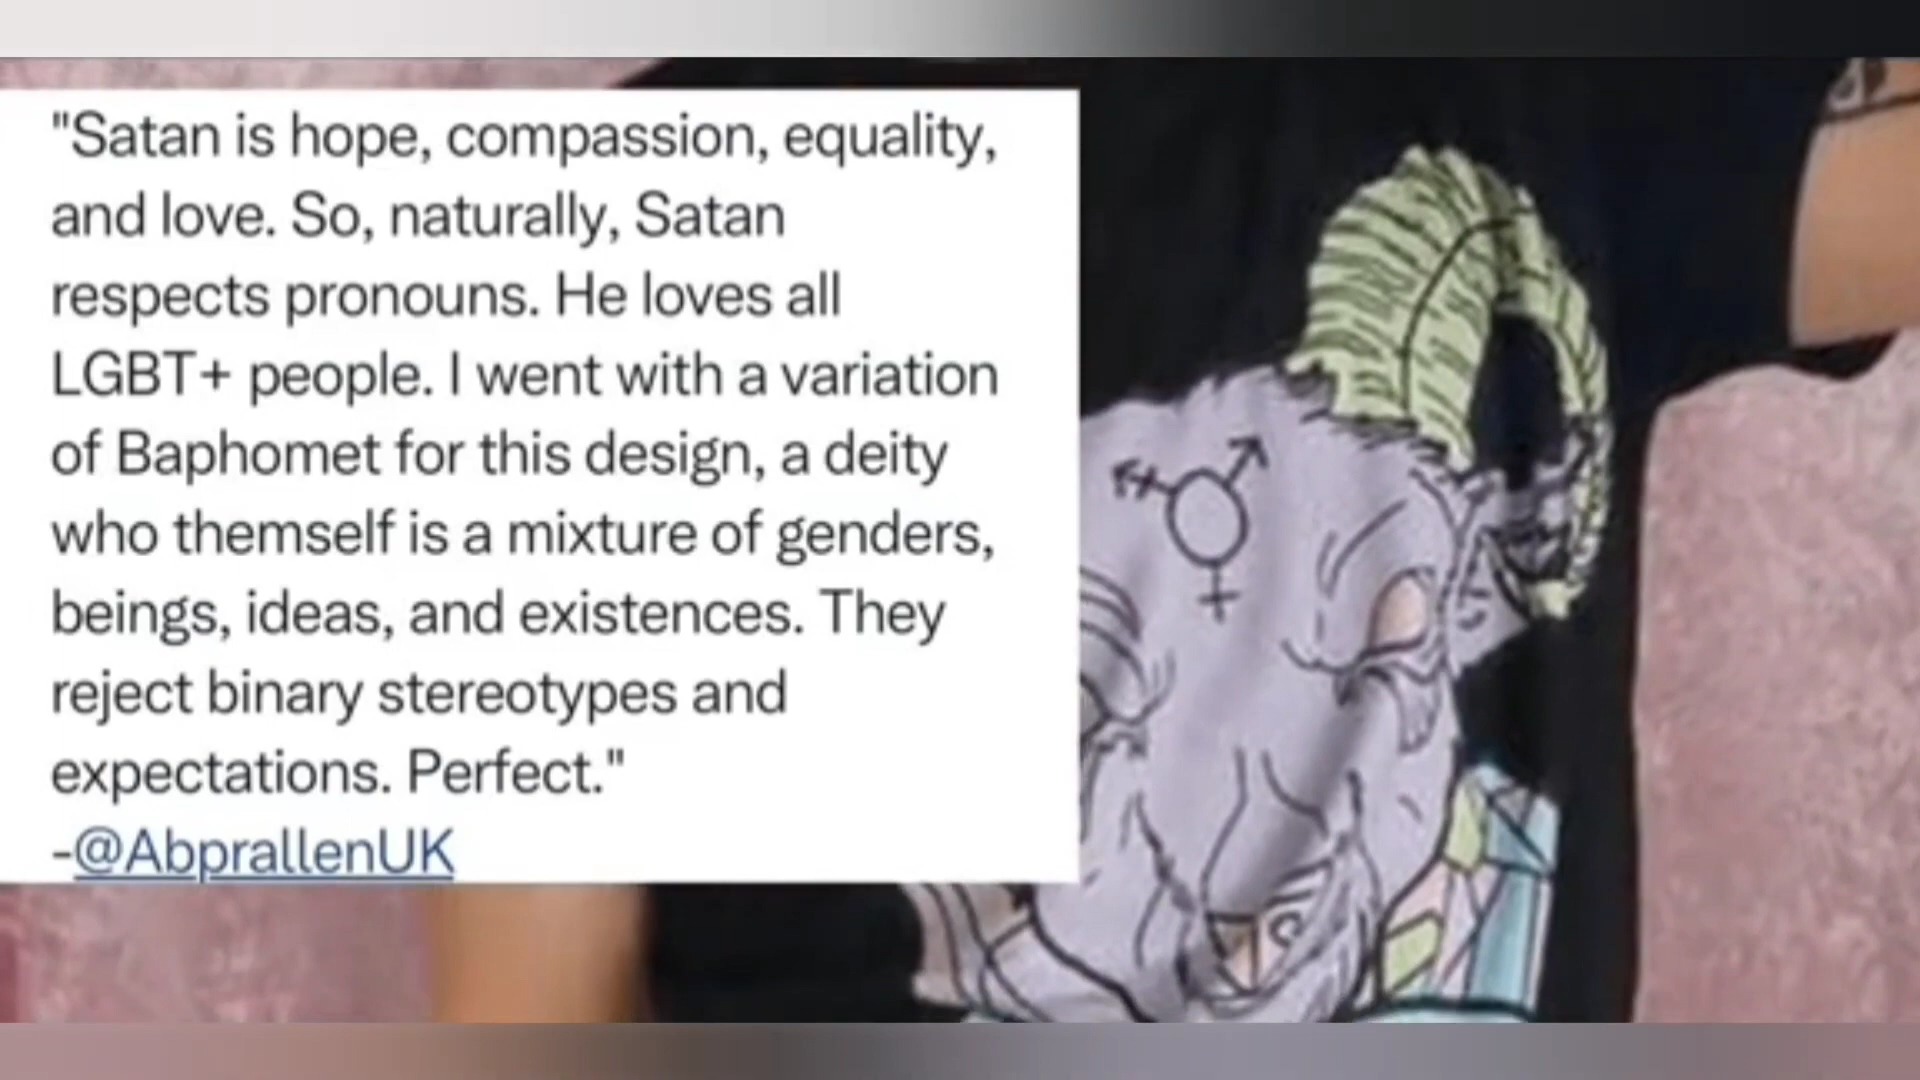 "Satan is hope, compassion, equality,
and love. So, naturally, Satan
respects pronouns. He loves all
LGBT+ people. I went with a variation
of Baphomet for this design, a deity
who themself is a mixture of genders,
beings, ideas, and existences. They
reject binary stereotypes and
expectations. Perfect."
-@AbprallenUK